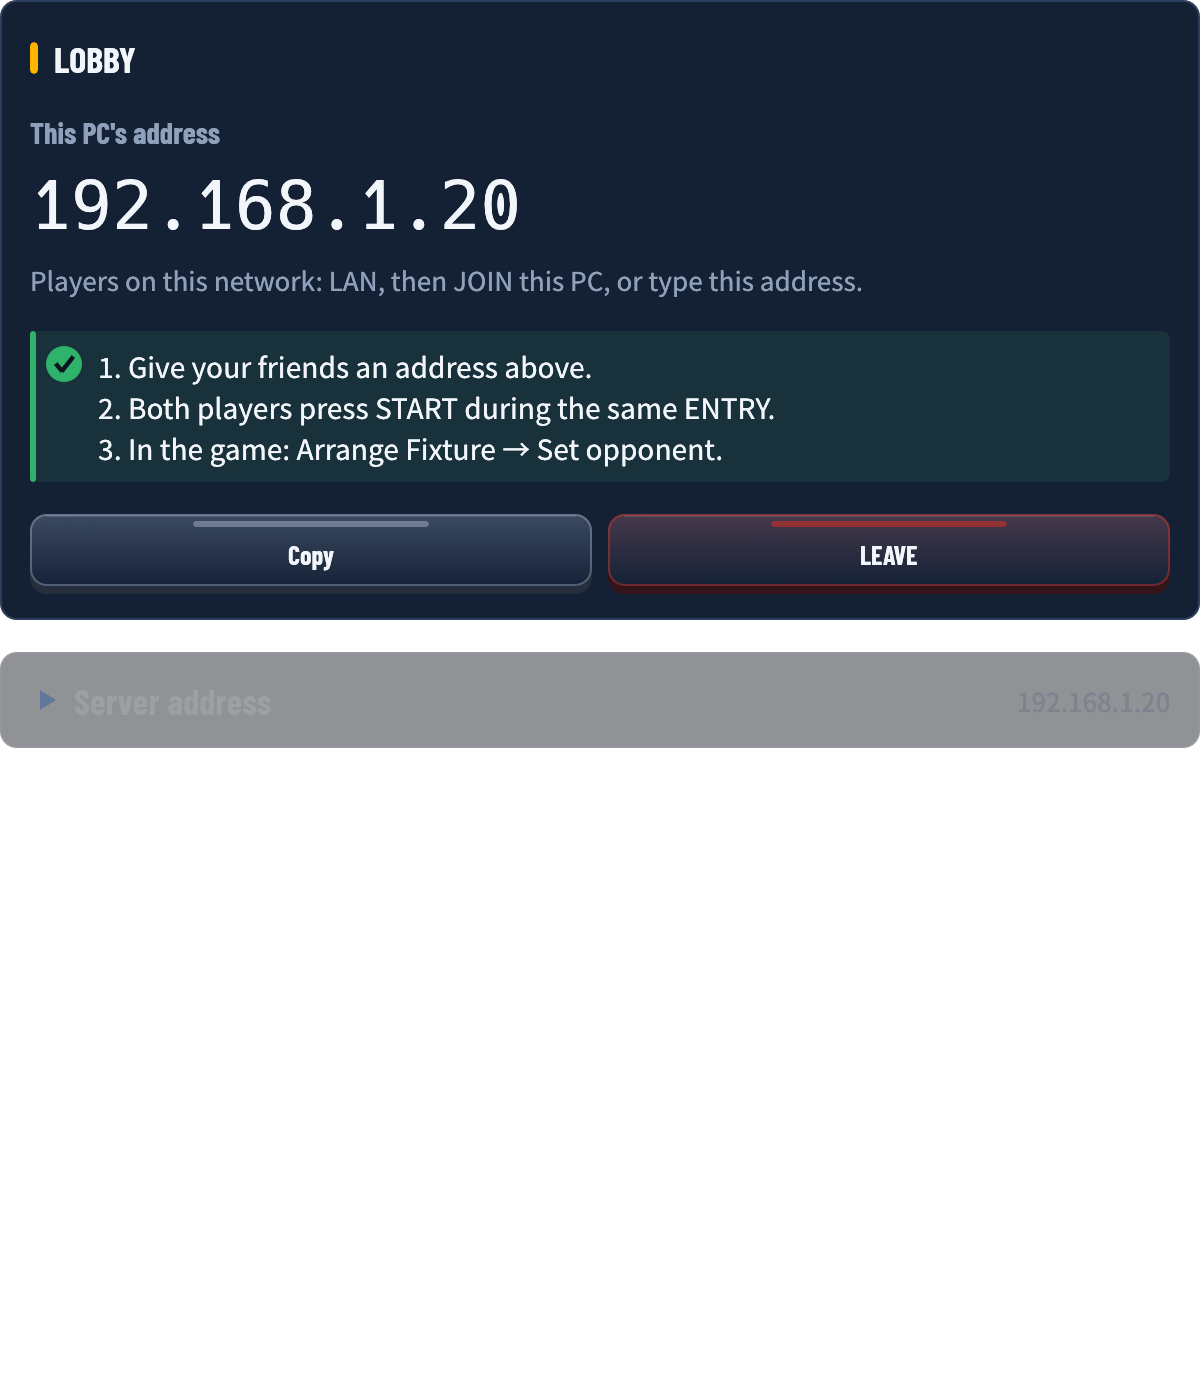 LOBBY
This PC's address
192.168.1.20
Players on this network: LAN, then JOIN this PC, or type this address.
1. Give your friends an address above.
2. Both players press START during the same ENTRY.
3. In the game: Arrange Fixture → Set opponent.
Copy
LEAVE
Server address
192.168.1.20